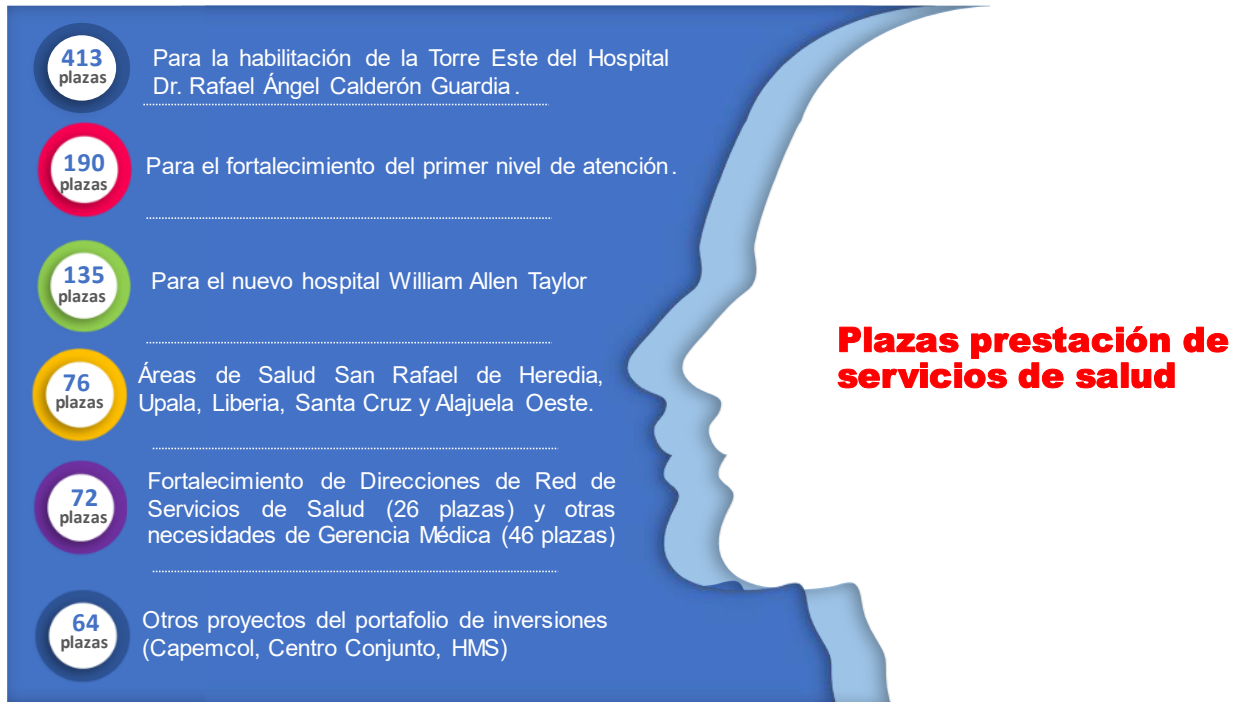 413
plazas
Para la habilitación de la Torre Este del Hospital
Dr. Rafael Ángel Calderón Guardia.
190
plazas
Para el fortalecimiento del primer nivel de atención.
135
plazas
Para el nuevo hospital William Allen Taylor
76
plazas
Áreas de Salud San Rafael de Heredia,
Upala, Liberia, Santa Cruz y Alajuela Oeste.
72
plazas
Fortalecimiento de Direcciones de Red de
Servicios de Salud (26 plazas) y otras
necesidades de Gerencia Médica (46 plazas)
64
plazas
Otros proyectos del portafolio de inversiones
(Capemcol, Centro Conjunto, HMS)
Plazas prestación de
servicios de salud